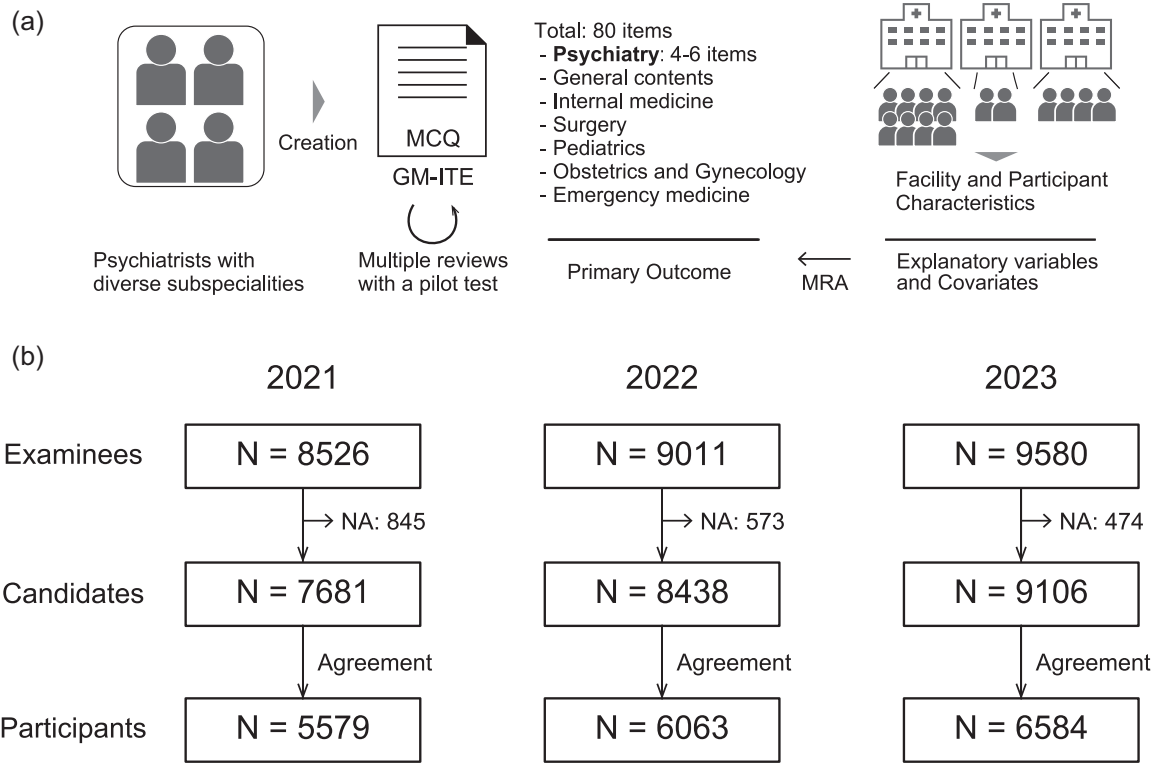 (a)
Creation
MCQ
GM-ITE
Psychiatrists with
diverse subspecialities
Multiple reviews
with a pilot test
Total: 80 items
- Psychiatry: 4-6 items
- General contents
- Internal medicine
- Surgery
- Pediatrics
- Obstetrics and Gynecology
- Emergency medicine
Primary Outcome
MRA
Facility and Participant
Characteristics
Explanatory variables
and Covariates
(b)
2021 2022 2023
Examinees N = 8526 N = 9011 N = 9580
NA: 845 NA: 573 NA: 474
Candidates N = 7681 N = 8438 N = 9106
Agreement Agreement Agreement
Participants N = 5579 N = 6063 N = 6584